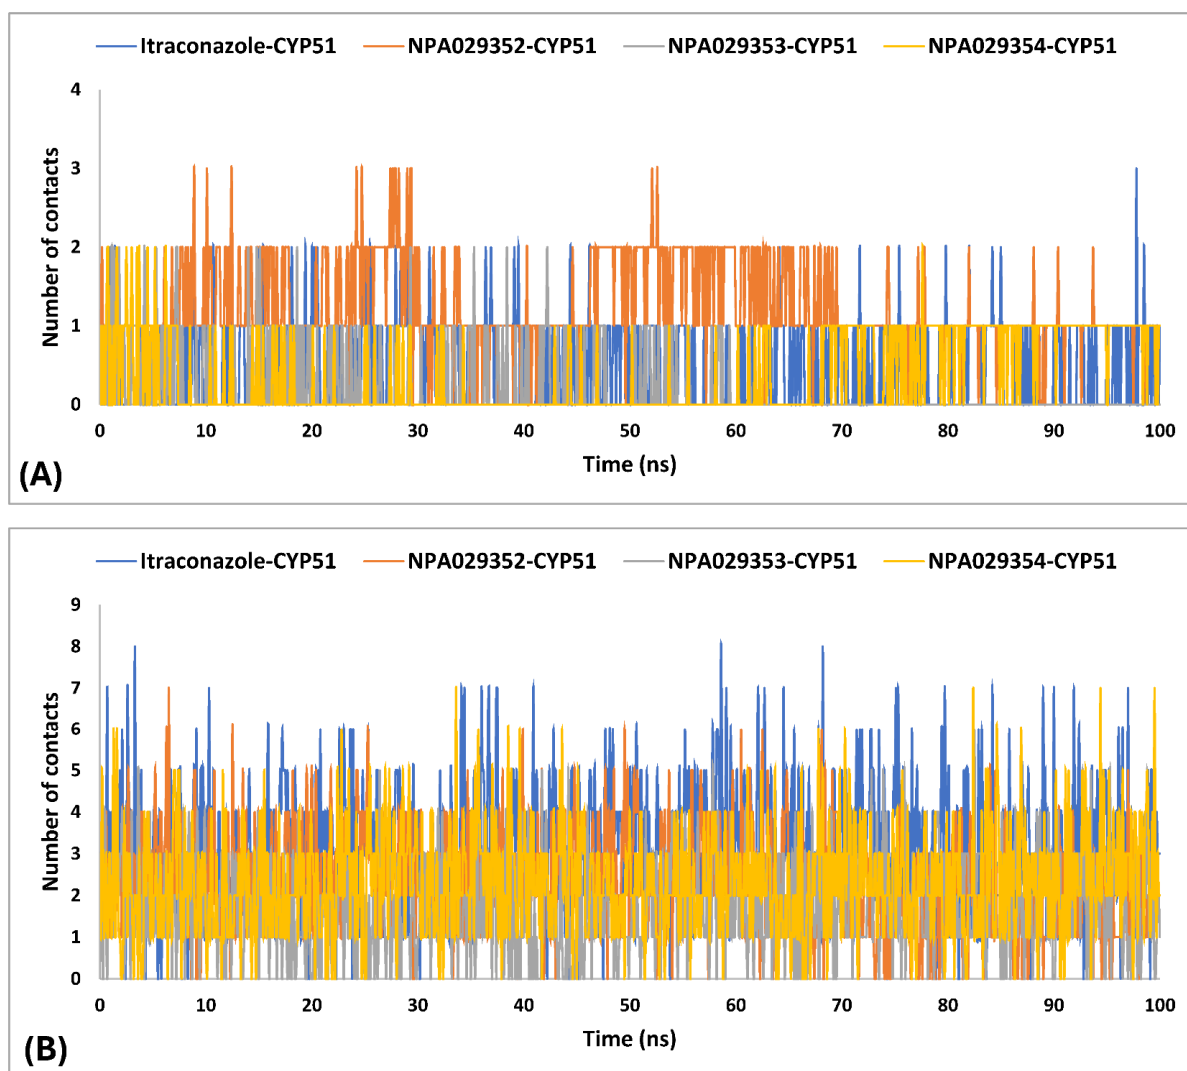 Itraconazole-CYP51 NPA029352-CYP51 NPA029353-CYP51 NPA029354-CYP51
Number of contacts
4
3
2
1
0
0 10 20 30 40 50 60 70 80 90 100
Time (ns)
(A)
Itraconazole-CYP51 NPA029352-CYP51 NPA029353-CYP51 NPA029354-CYP51
Number of contacts
9
8
7
6
5
4
3
2
1
0
0 10 20 30 40 50 60 70 80 90 100
Time (ns)
(B)